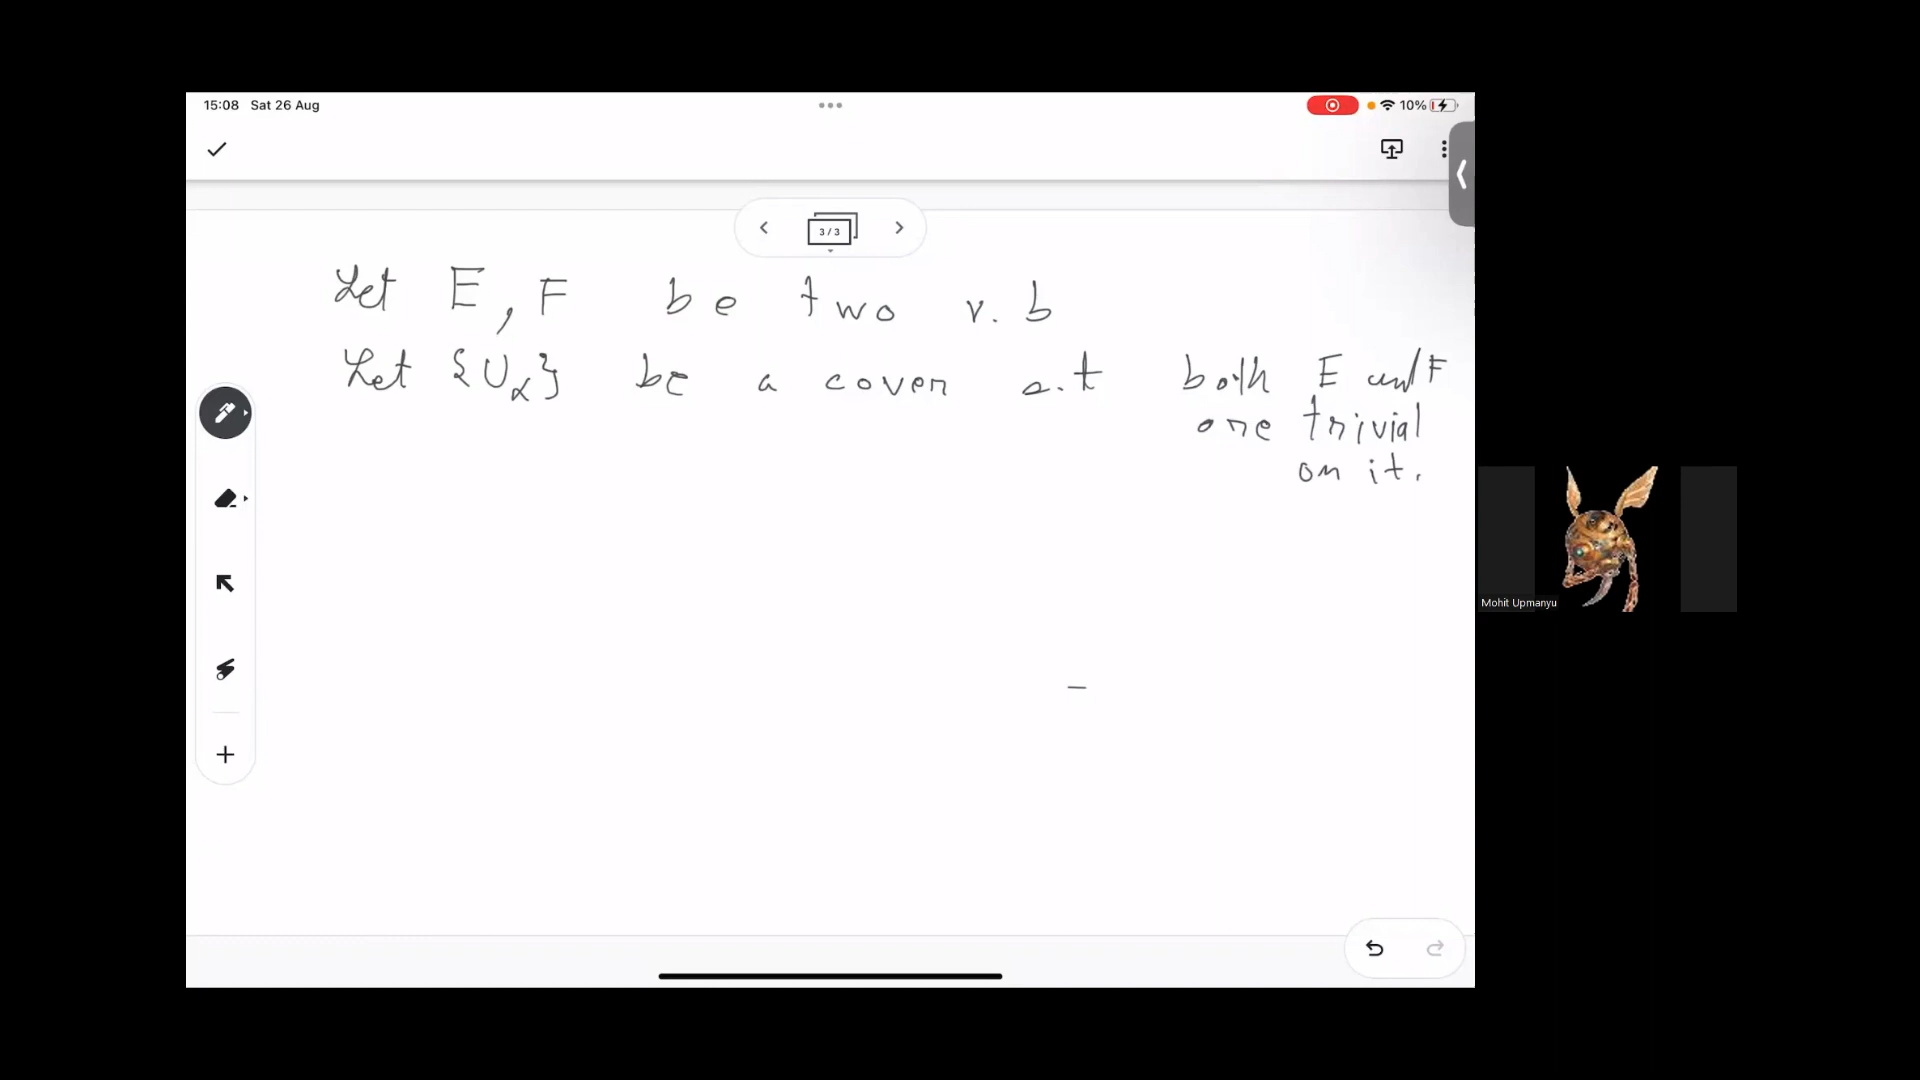 15:08 Sat 26 Aug
10%
3 / 3
Let E, F be two v. b
Let {U_α} be a cover s.t both E and F
are trivial
on it.
Mohit Upmanyu